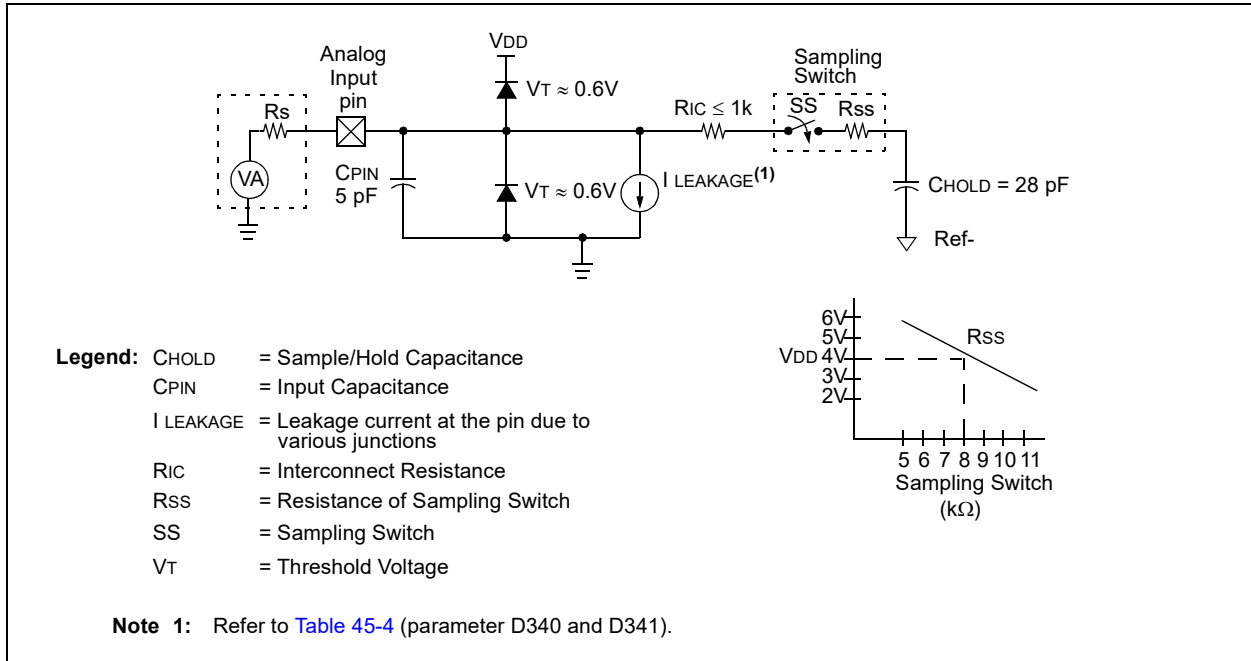 VDD
Analog
Input
pin
Sampling
Switch
VT ≈ 0.6V
Rs
RIC ≤ 1k
SS
Rss
VA
CPIN
5 pF
VT ≈ 0.6V
I LEAKAGE(1)
CHOLD = 28 pF
Ref-
6V
5V
VDD 4V
3V
2V
RSS
5 6 7 8 9 10 11
Sampling Switch
(kΩ)
Legend: CHOLD = Sample/Hold Capacitance
CPIN = Input Capacitance
I LEAKAGE = Leakage current at the pin due to
various junctions
RIC = Interconnect Resistance
RSS = Resistance of Sampling Switch
SS = Sampling Switch
VT = Threshold Voltage
Note 1: Refer to Table 45-4 (parameter D340 and D341).